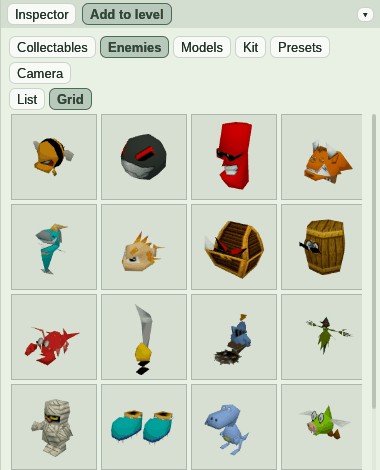 Inspector Add to level
Collectables Enemies Models Kit Presets
Camera
List Grid